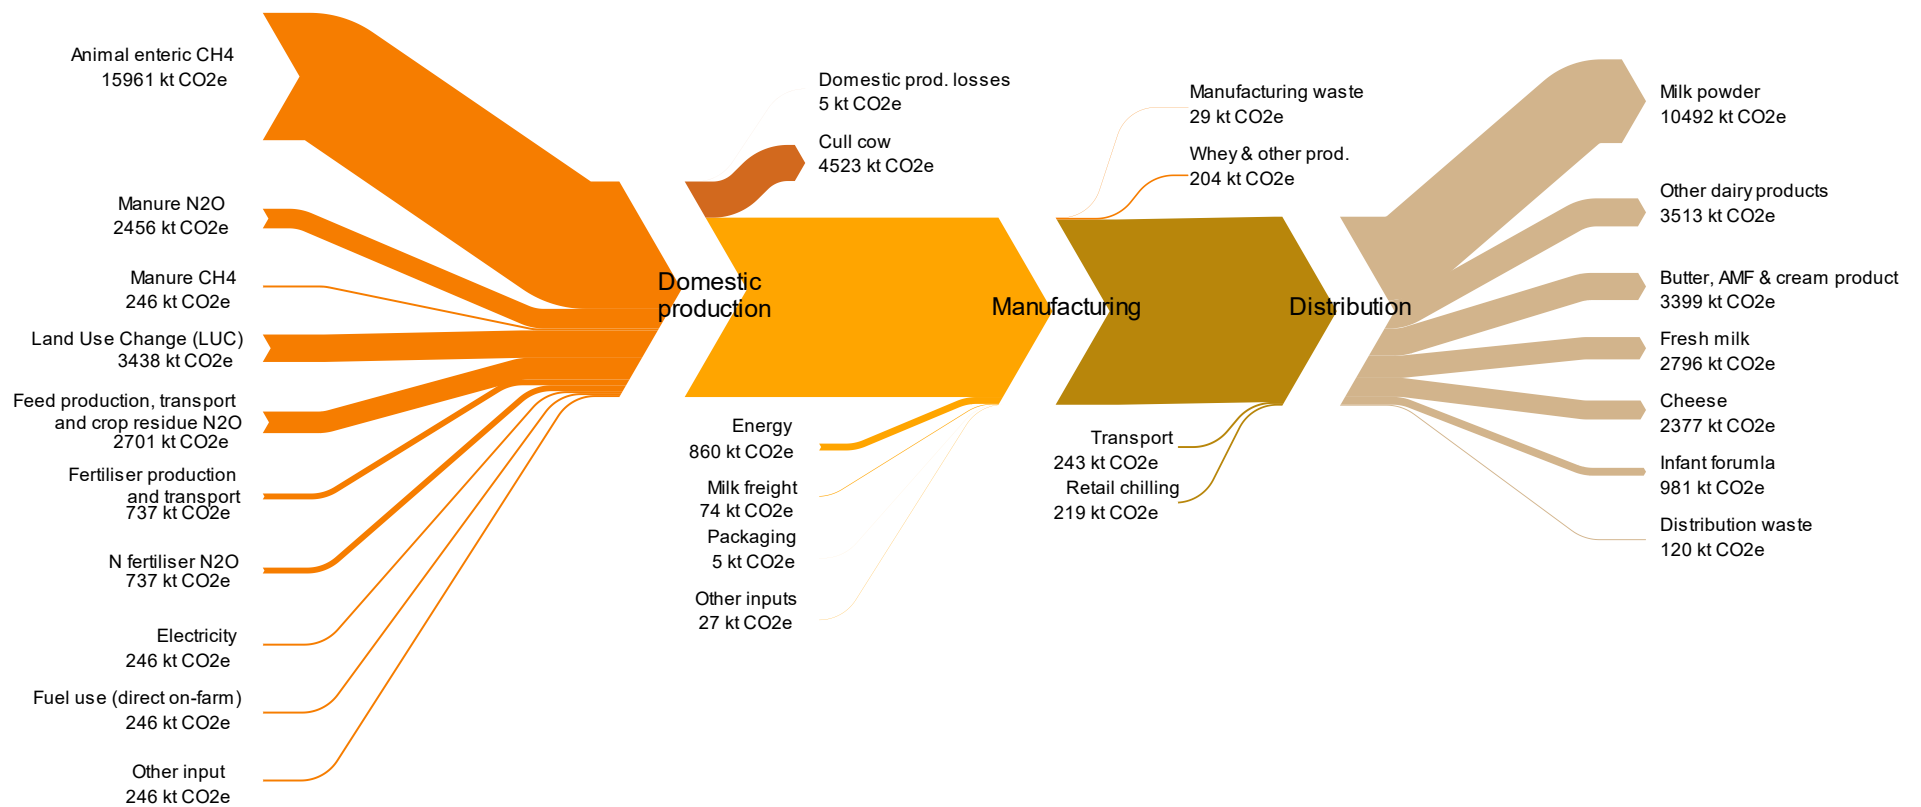 Animal enteric CH4
15961 kt CO2e
Manure N2O
2456 kt CO2e
Manure CH4
246 kt CO2e
Land Use Change (LUC)
3438 kt CO2e
Feed production, transport
and crop residue N2O
2701 kt CO2e
Fertiliser production
and transport
737 kt CO2e
N fertiliser N2O
737 kt CO2e
Electricity
246 kt CO2e
Fuel use (direct on-farm)
246 kt CO2e
Other input
246 kt CO2e
Domestic
production
Domestic prod. losses
5 kt CO2e
Cull cow
4523 kt CO2e
Energy
860 kt CO2e
Milk freight
74 kt CO2e
Packaging
5 kt CO2e
Other inputs
27 kt CO2e
Manufacturing
Manufacturing waste
29 kt CO2e
Whey & other prod.
204 kt CO2e
Transport
243 kt CO2e
Retail chilling
219 kt CO2e
Distribution
Milk powder
10492 kt CO2e
Other dairy products
3513 kt CO2e
Butter, AMF & cream product
3399 kt CO2e
Fresh milk
2796 kt CO2e
Cheese
2377 kt CO2e
Infant forumla
981 kt CO2e
Distribution waste
120 kt CO2e